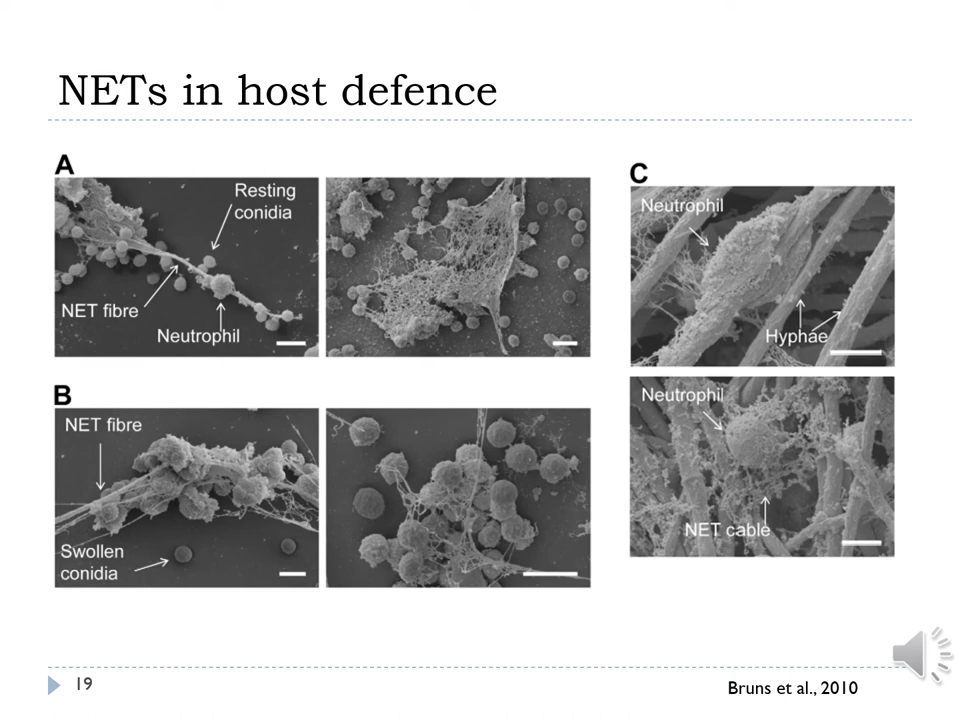 NETs in host defence
A
Resting
conidia
NET fibre
Neutrophil
B
NET fibre
Swollen
conidia
C
Neutrophil
Hyphae
Neutrophil
NET cable
19
Bruns et al., 2010